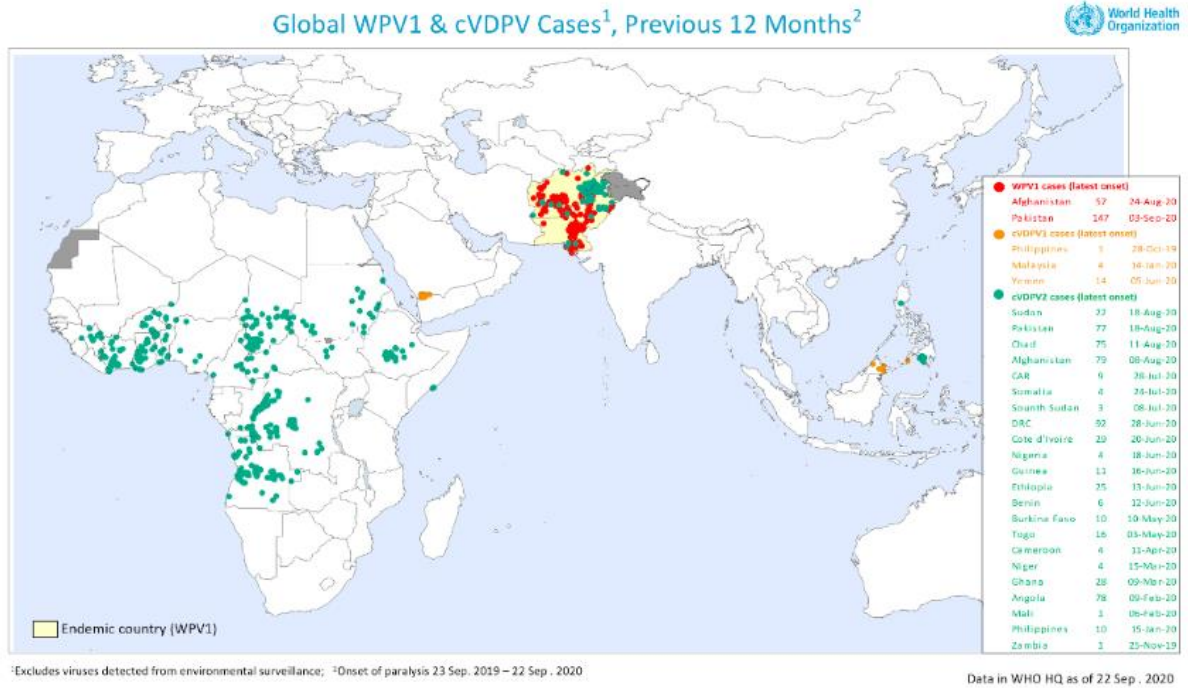 Global WPV1 & cVDPV Cases¹, Previous 12 Months²
World Health
Organization
WPV1 cases (latest onset)
Afghanistan 57 24-Aug-20
Pakistan 147 03-Sep-20
cVDPV1 cases (latest onset)
Philippines 1 28-Oct-19
Malaysia 4 14-Jan-20
Yemen 14 05-Jun-20
cVDPV2 cases (latest onset)
Sudan 22 18-Aug-20
Pakistan 77 18-Aug-20
Chad 75 11-Aug-20
Afghanistan 79 08-Aug-20
CAR 9 28-Jul-20
Somalia 4 24-Jul-20
Sounth Sudan 3 08-Jul-20
DRC 92 28-Jun-20
Cote d'Ivoire 29 20-Jun-20
Nigeria 4 18-Jun-20
Guinea 11 16-Jun-20
Ethiopia 25 13-Jun-20
Benin 6 12-Jun-20
Burkina Faso 10 10-May-20
Togo 16 03-May-20
Cameroon 4 11-Apr-20
Niger 4 15-Mar-20
Ghana 28 09-Mar-20
Angola 78 09-Feb-20
Mali 1 06-Feb-20
Philippines 10 15-Jan-20
Zambia 1 25-Nov-19
Endemic country (WPV1)
¹Excludes viruses detected from environmental surveillance; ²Onset of paralysis 23 Sep. 2019 – 22 Sep . 2020
Data in WHO HQ as of 22 Sep . 2020